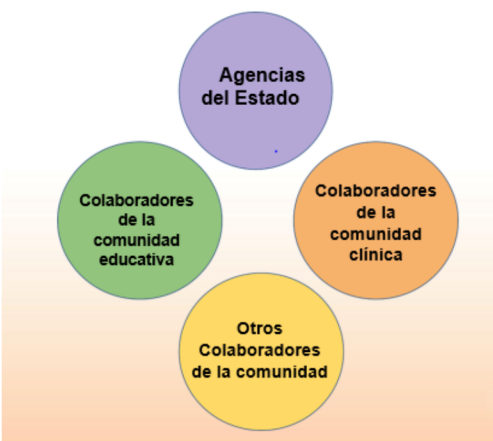 Agencias
del Estado
Colaboradores
de la
comunidad
educativa
Colaboradores
de la
comunidad
clínica
Otros
Colaboradores
de la comunidad